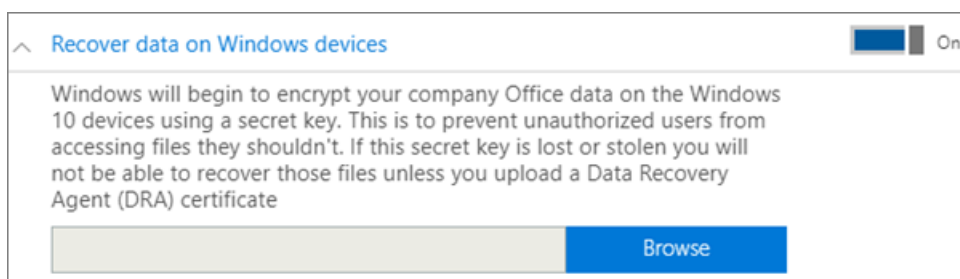 Recover data on Windows devices
On
Windows will begin to encrypt your company Office data on the Windows
10 devices using a secret key. This is to prevent unauthorized users from
accessing files they shouldn't. If this secret key is lost or stolen you will
not be able to recover those files unless you upload a Data Recovery
Agent (DRA) certificate
Browse